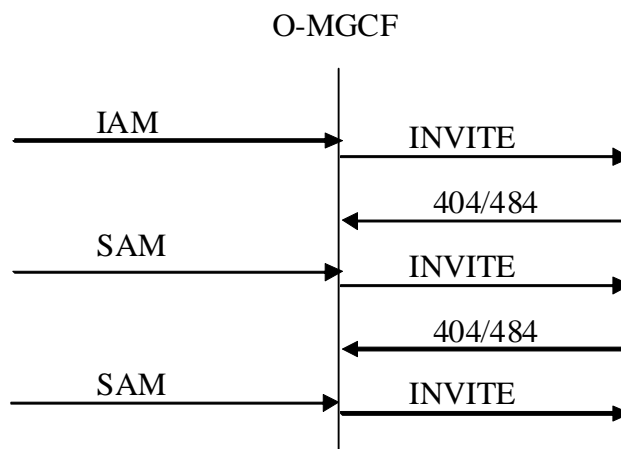 O-MGCF
IAM
INVITE
404/484
SAM
INVITE
404/484
SAM
INVITE